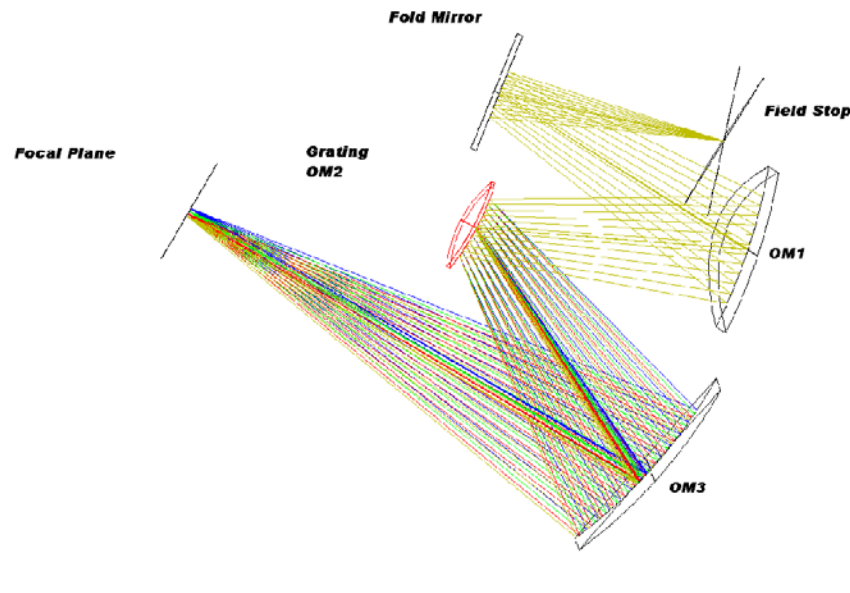 Fold Mirror
Field Stop
Focal Plane
Grating
OM2
OM1
OM3